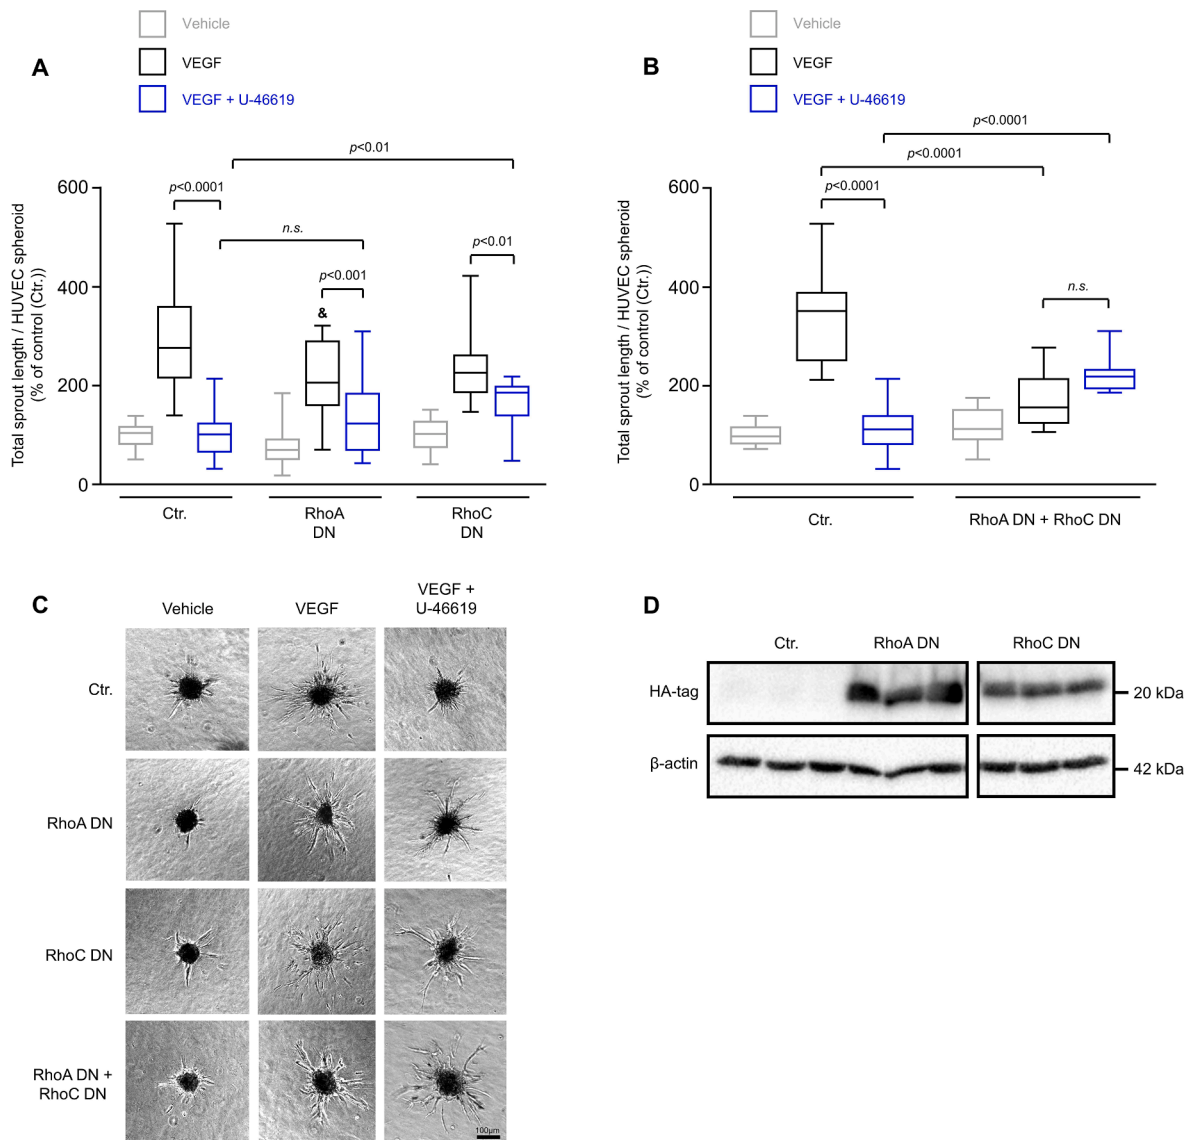 Vehicle
VEGF
VEGF + U-46619
A
Total sprout length / HUVEC spheroid
(% of control (Ctr.))
600
400
200
0
p<0.01
p<0.0001
n.s.
p<0.001
&
p<0.01
Ctr.
RhoA
DN
RhoC
DN
Vehicle
VEGF
VEGF + U-46619
B
Total sprout length / HUVEC spheroid
(% of control (Ctr.))
600
400
200
0
p<0.0001
p<0.0001
p<0.0001
n.s.
Ctr.
RhoA DN + RhoC DN
C
Vehicle
VEGF
VEGF +
U-46619
Ctr.
RhoA DN
RhoC DN
RhoA DN +
RhoC DN
100µm
D
Ctr.
RhoA DN
RhoC DN
HA-tag
20 kDa
β-actin
42 kDa